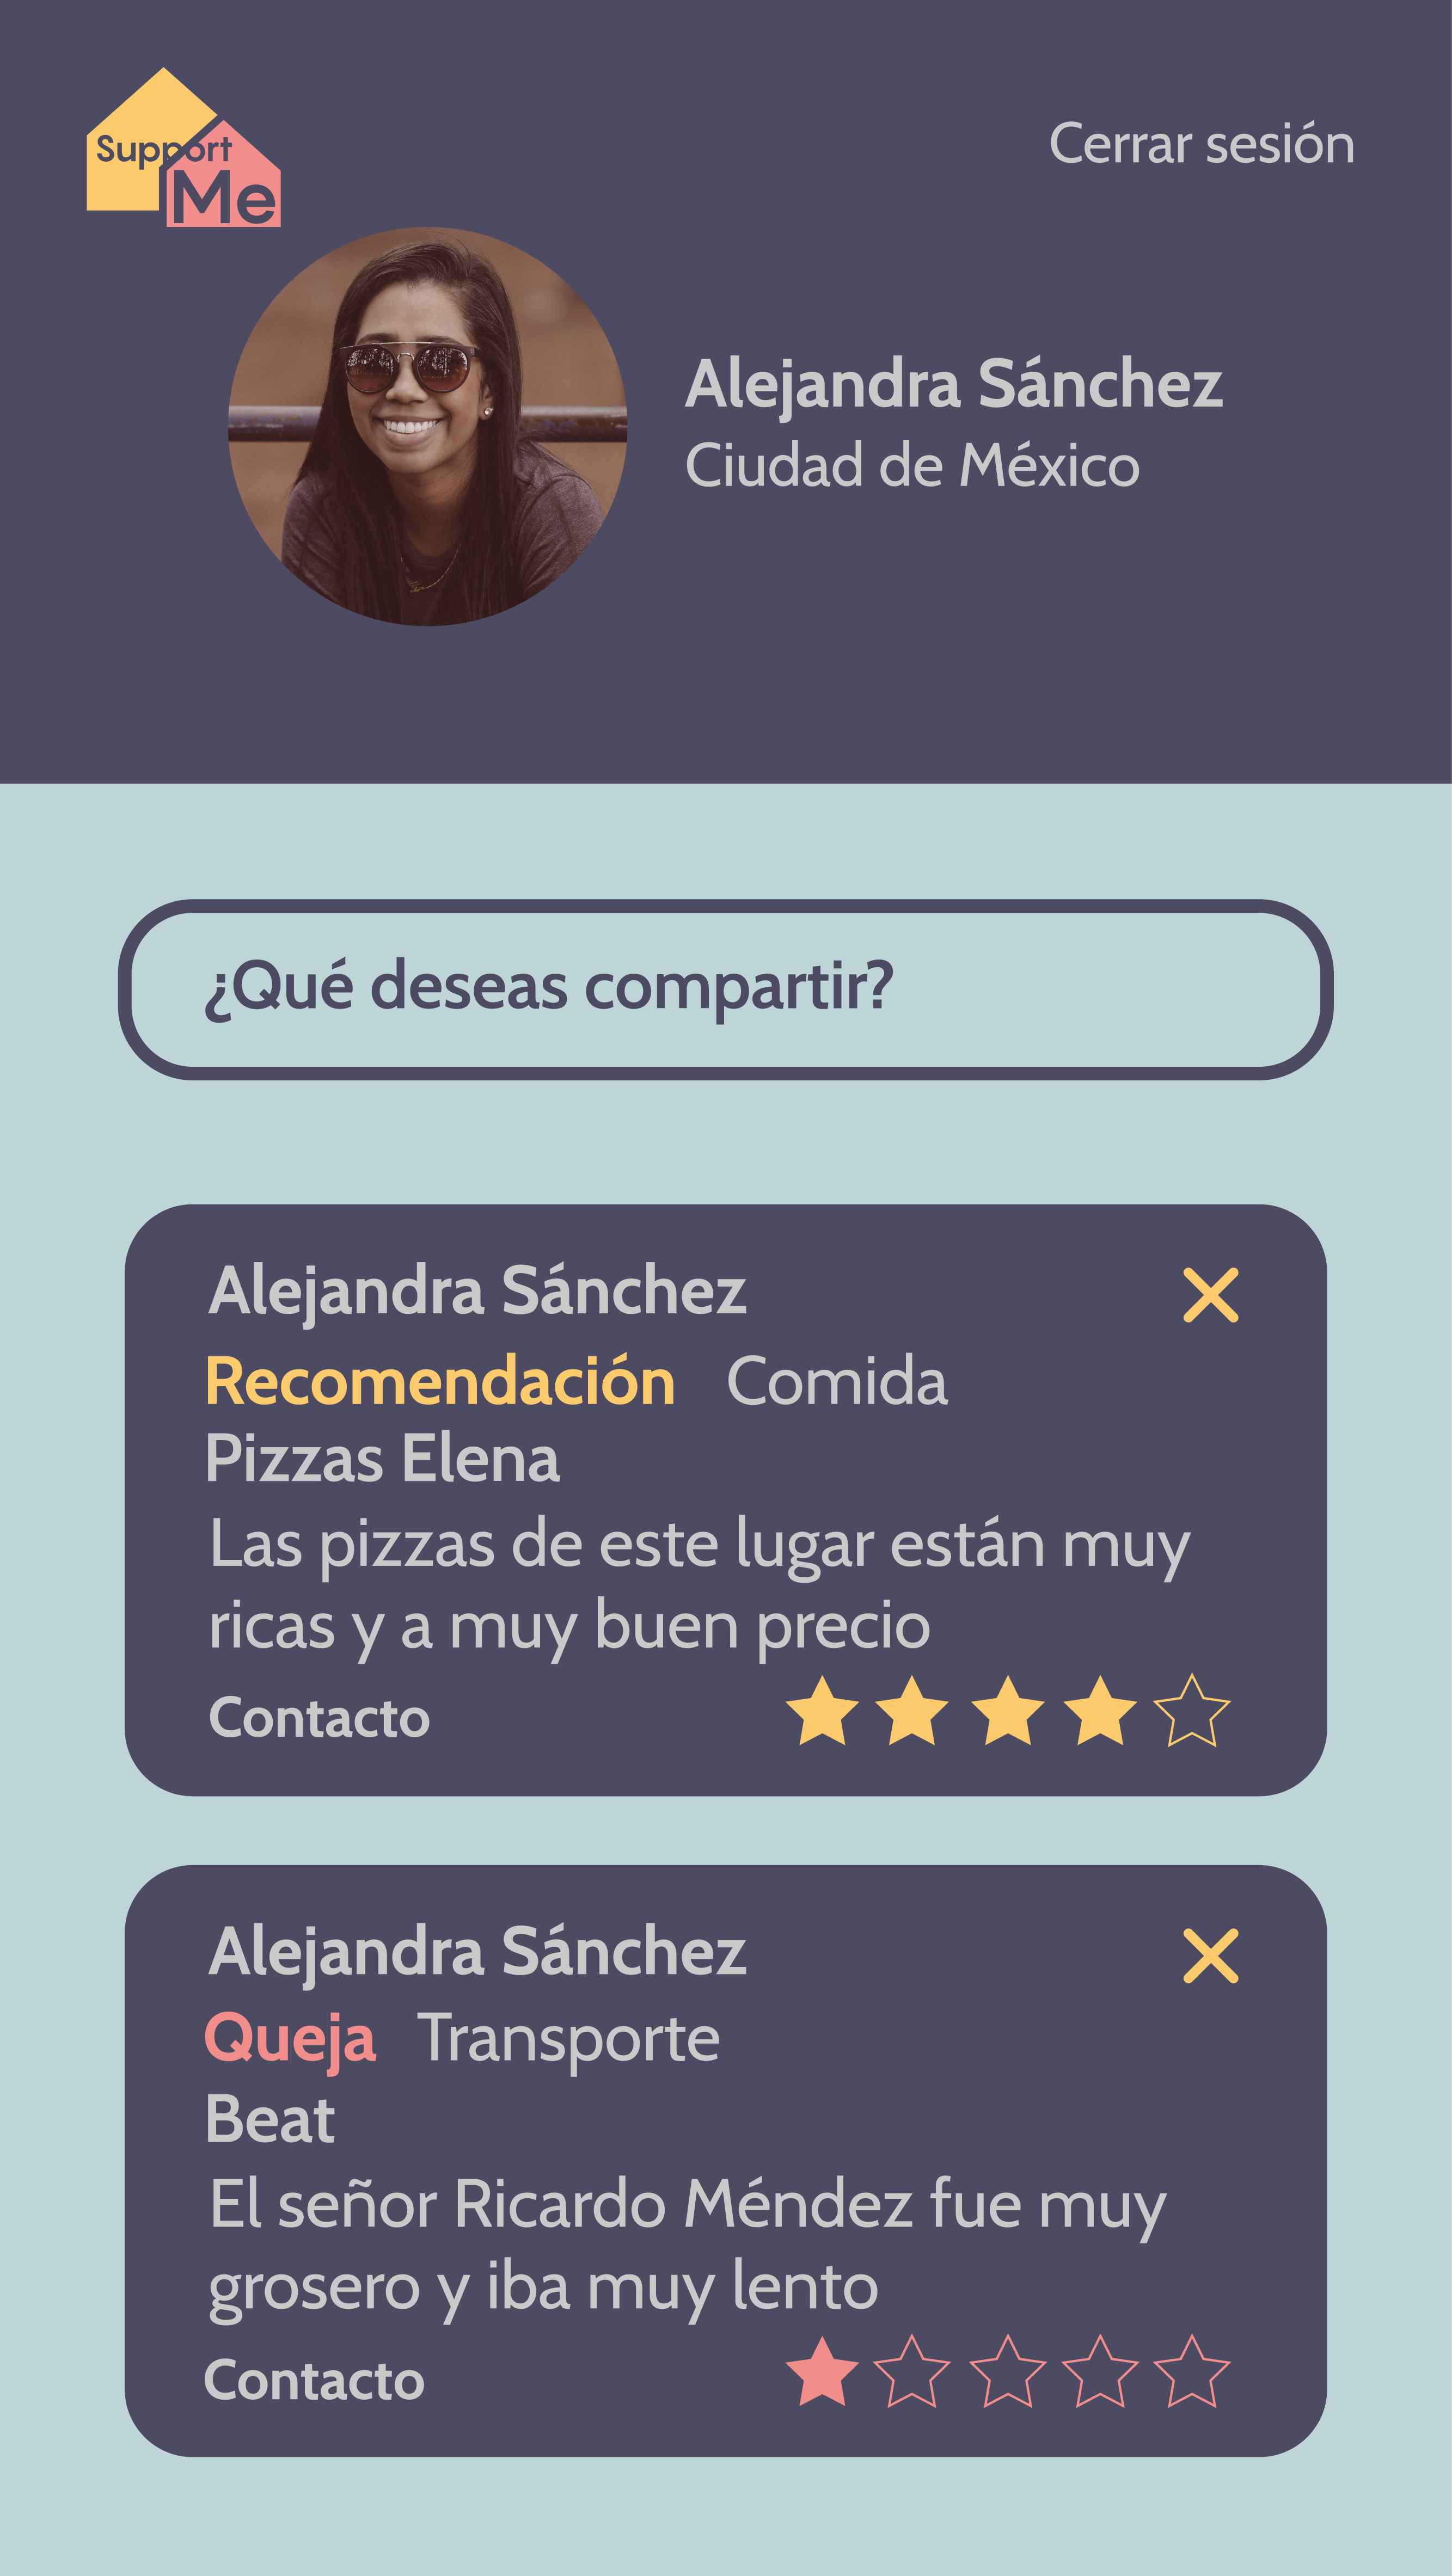 Support
Me
Cerrar sesión
Alejandra Sánchez
Ciudad de México
¿Qué deseas compartir?
Alejandra Sánchez
Recomendación Comida
Pizzas Elena
Las pizzas de este lugar están muy
ricas y a muy buen precio
Contacto
Alejandra Sánchez
Queja Transporte
Beat
El señor Ricardo Méndez fue muy
grosero y iba muy lento
Contacto